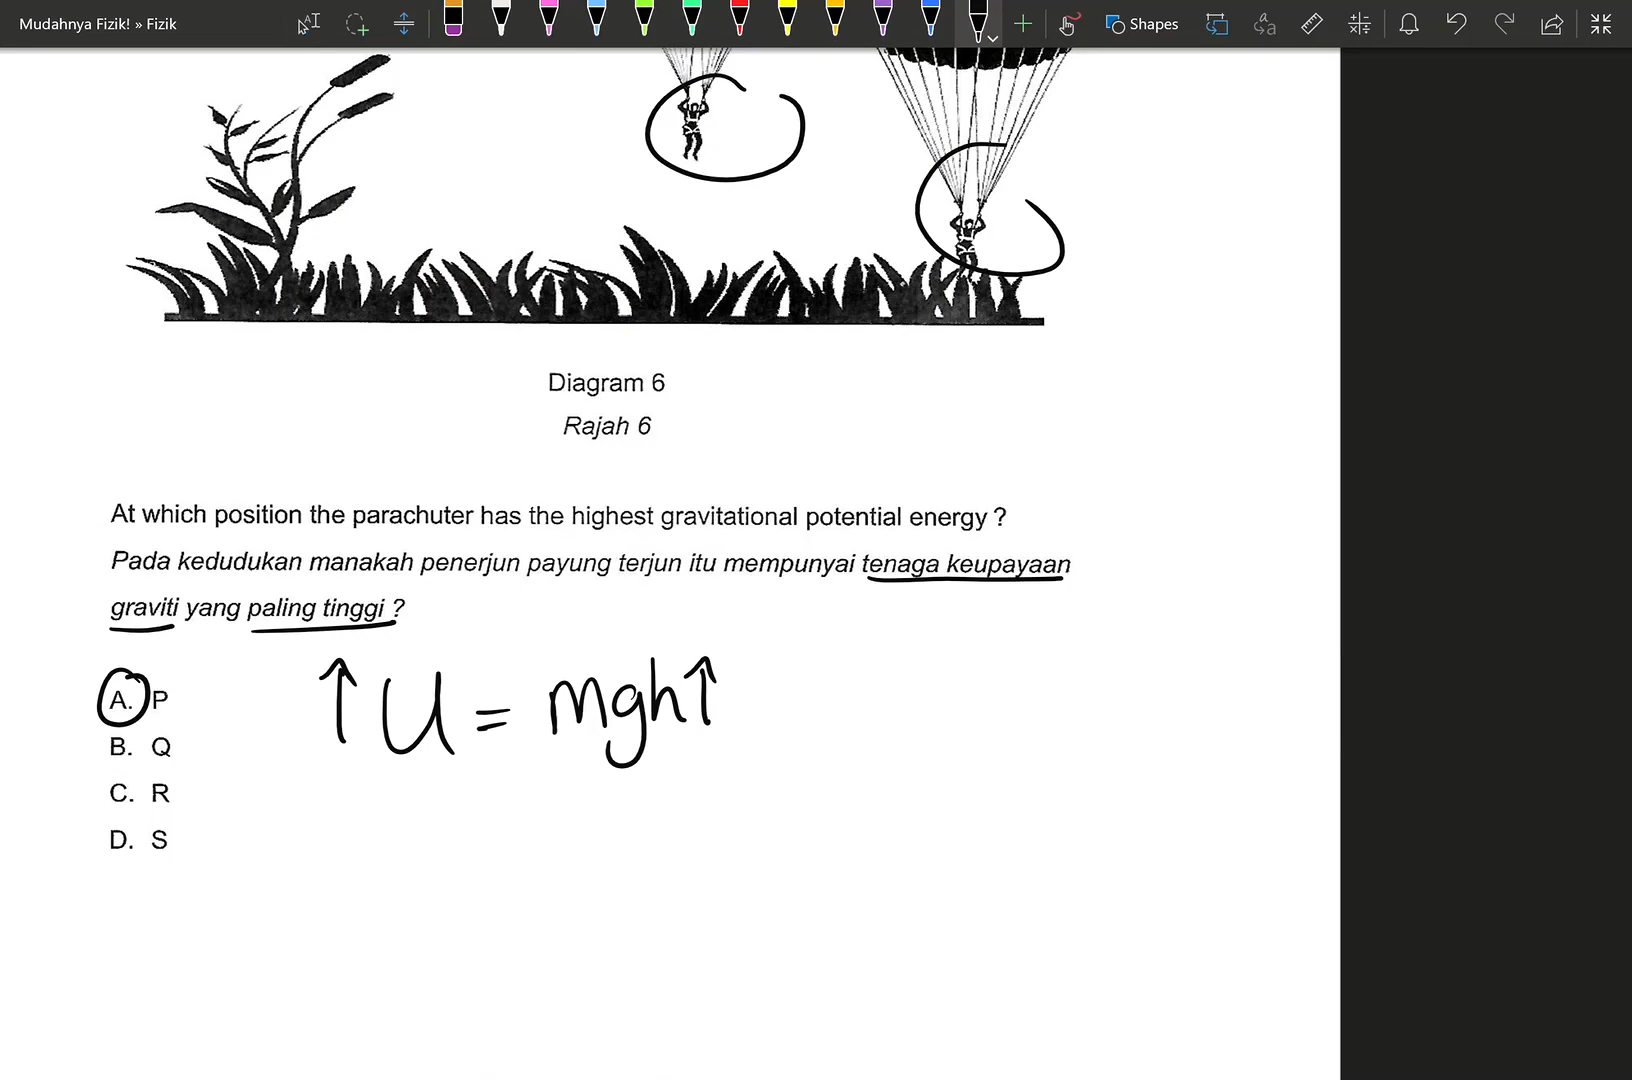 Mudahnya Fizik! » Fizik
Shapes
Diagram 6
Rajah 6
At which position the parachuter has the highest gravitational potential energy ?
Pada kedudukan manakah penerjun payung terjun itu mempunyai tenaga keupayaan
graviti yang paling tinggi ?
A. P
B. Q
C. R
D. S
↑ U = mgh↑